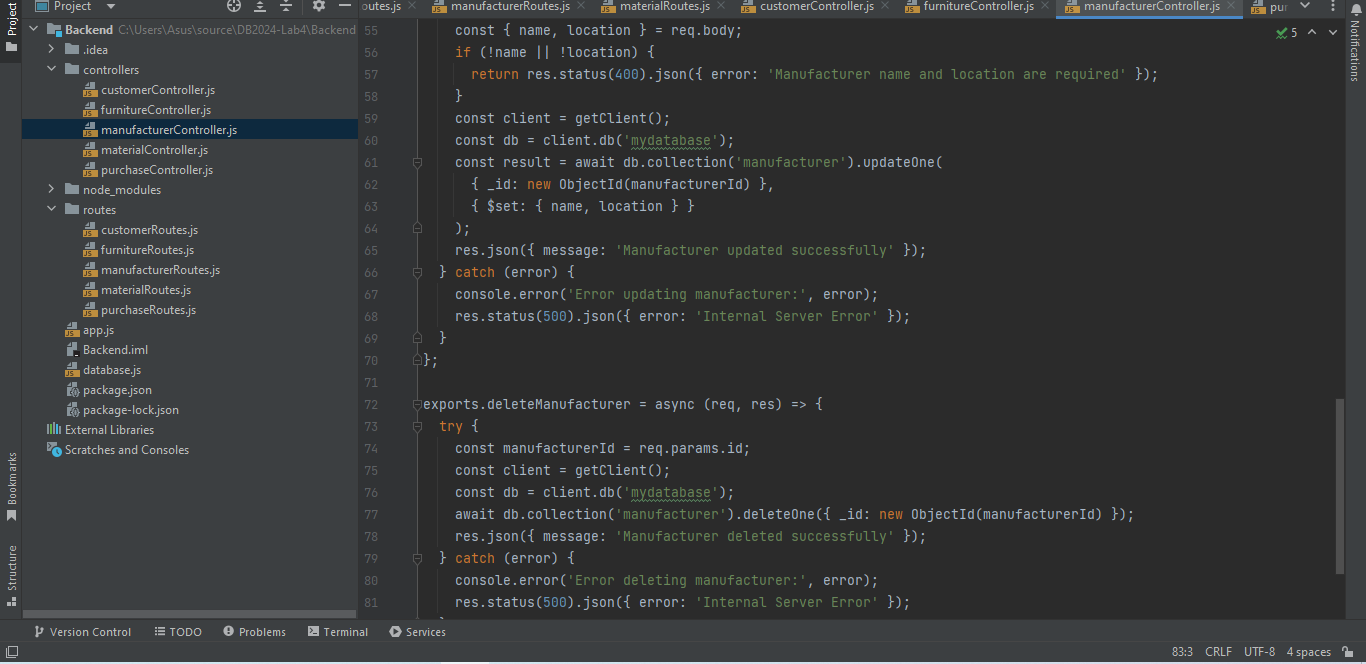 Project
outes.js
manufacturerRoutes.js
materialRoutes.js
customerController.js
furnitureController.js
manufacturerController.js
pur
Project
Notifications
Bookmarks
Structure
Backend C:\Users\Asus\source\DB2024-Lab4\Backend
.idea
controllers
customerController.js
furnitureController.js
manufacturerController.js
materialController.js
purchaseController.js
node_modules
routes
customerRoutes.js
furnitureRoutes.js
manufacturerRoutes.js
materialRoutes.js
purchaseRoutes.js
app.js
Backend.iml
database.js
package.json
package-lock.json
External Libraries
Scratches and Consoles
5
55 const { name, location } = req.body;
56 if (!name || !location) {
57 return res.status(400).json({ error: 'Manufacturer name and location are required' });
58 }
59 const client = getClient();
60 const db = client.db('mydatabase');
61 const result = await db.collection('manufacturer').updateOne(
62 { _id: new ObjectId(manufacturerId) },
63 { $set: { name, location } }
64 );
65 res.json({ message: 'Manufacturer updated successfully' });
66 } catch (error) {
67 console.error('Error updating manufacturer:', error);
68 res.status(500).json({ error: 'Internal Server Error' });
69 }
70 };
71
72 exports.deleteManufacturer = async (req, res) => {
73 try {
74 const manufacturerId = req.params.id;
75 const client = getClient();
76 const db = client.db('mydatabase');
77 await db.collection('manufacturer').deleteOne({ _id: new ObjectId(manufacturerId) });
78 res.json({ message: 'Manufacturer deleted successfully' });
79 } catch (error) {
80 console.error('Error deleting manufacturer:', error);
81 res.status(500).json({ error: 'Internal Server Error' });
Version Control
TODO
Problems
Terminal
Services
83:3 CRLF UTF-8 4 spaces